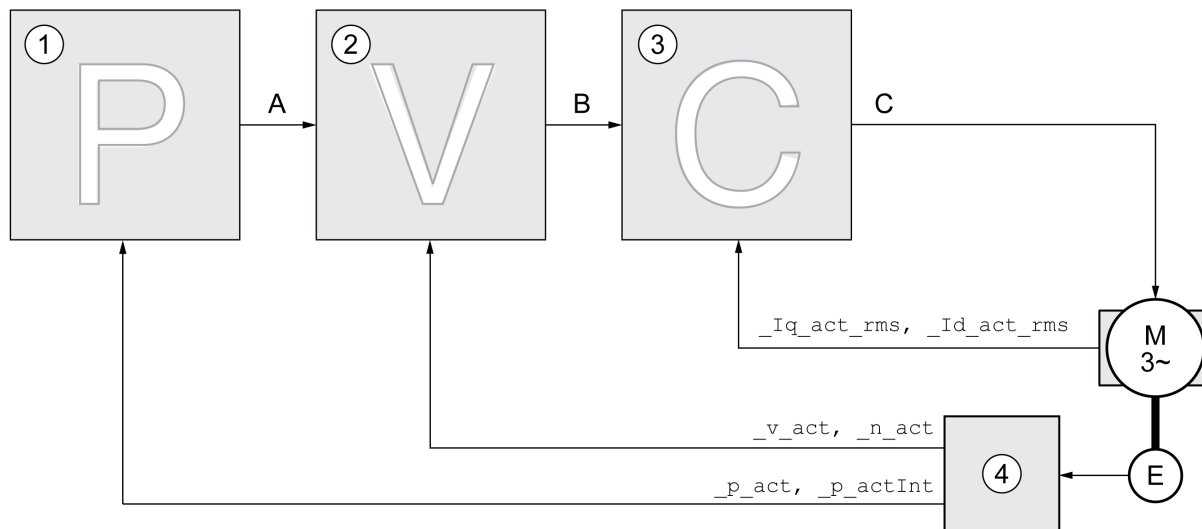 1
P
A
2
V
B
3
C
C
_Iq_act_rms, _Id_act_rms
M
3~
_v_act, _n_act
_p_act, _p_actInt
4
E